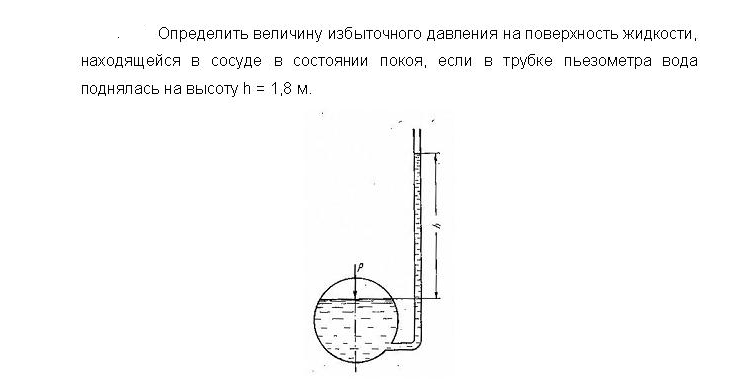 Определить величину избыточного давления на поверхность жидкости,
находящейся в сосуде в состоянии покоя, если в трубке пьезометра вода
поднялась на высоту h = 1,8 м.
h
P